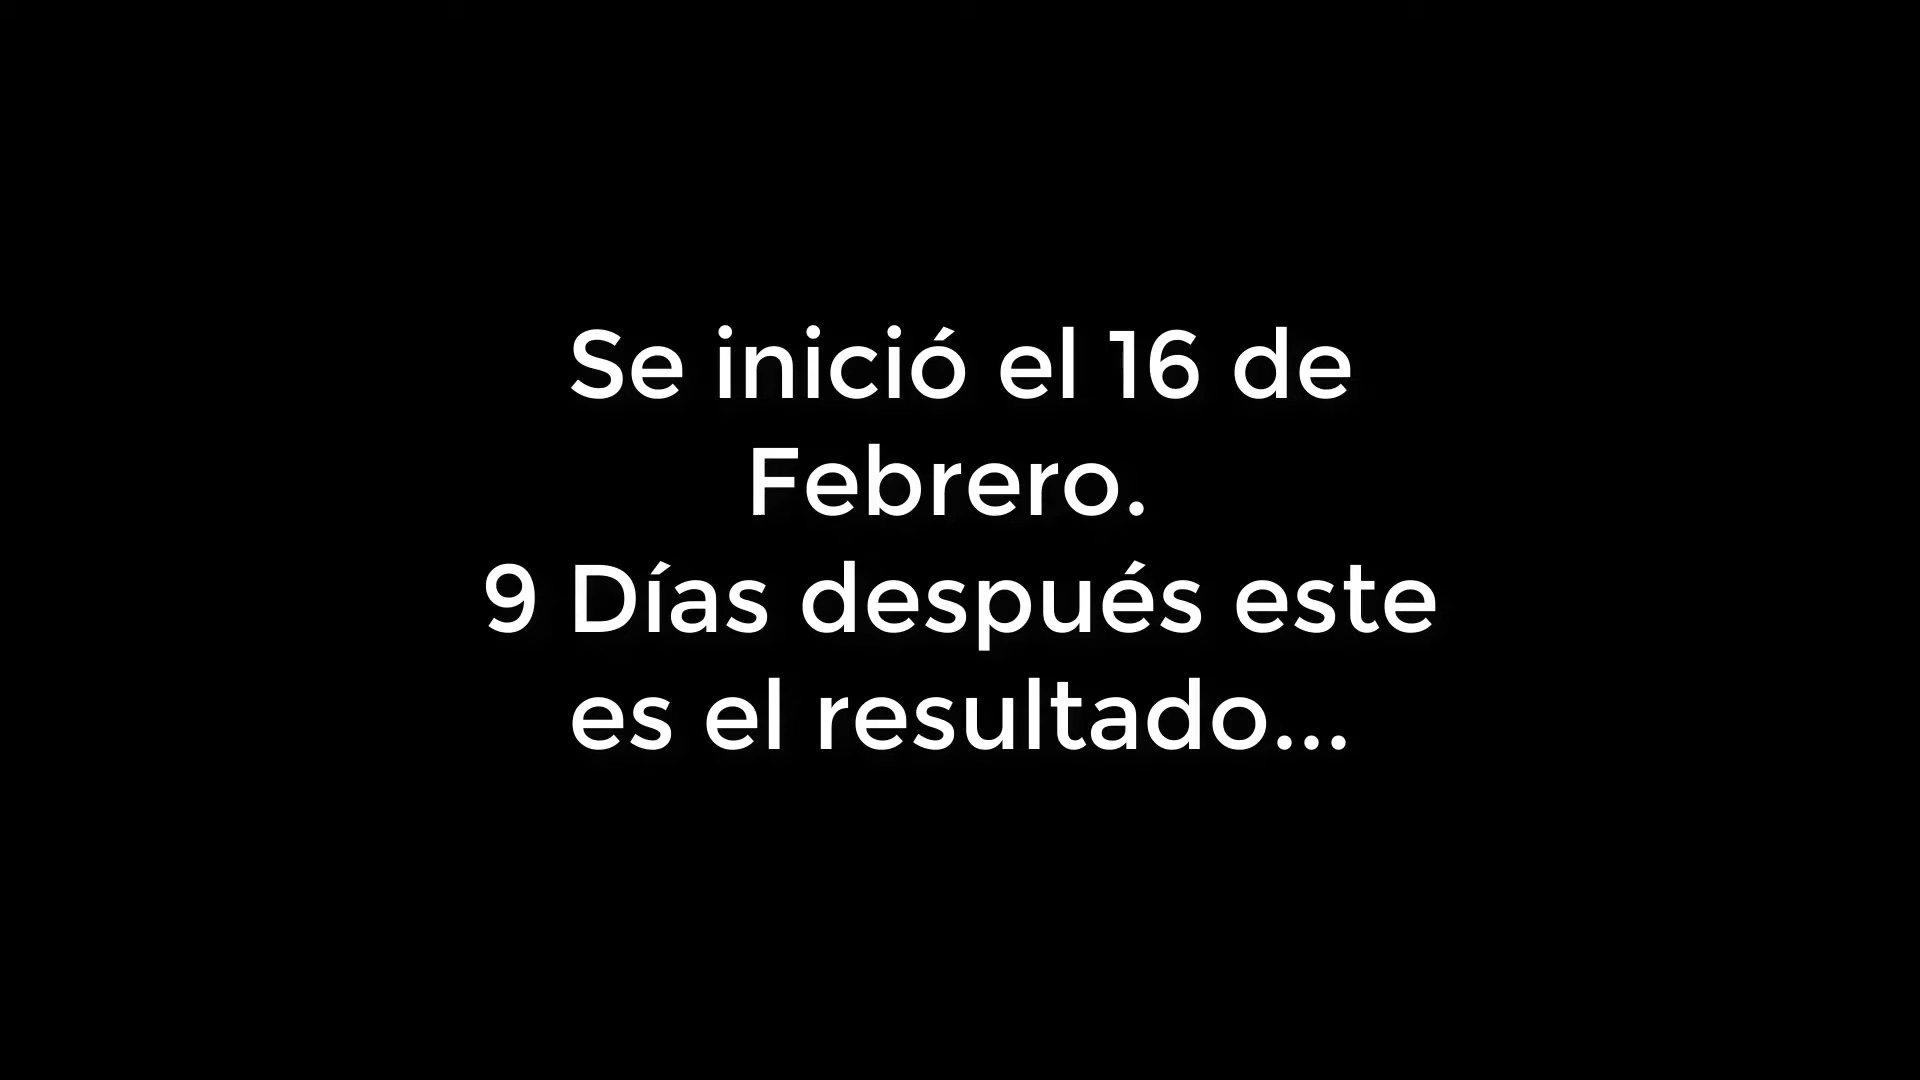 Se inició el 16 de
Febrero.
9 Días después este
es el resultado...